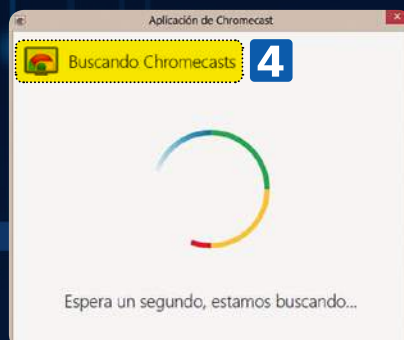 Aplicación de Chromecast
Buscando Chromecasts
4
Espera un segundo, estamos buscando...